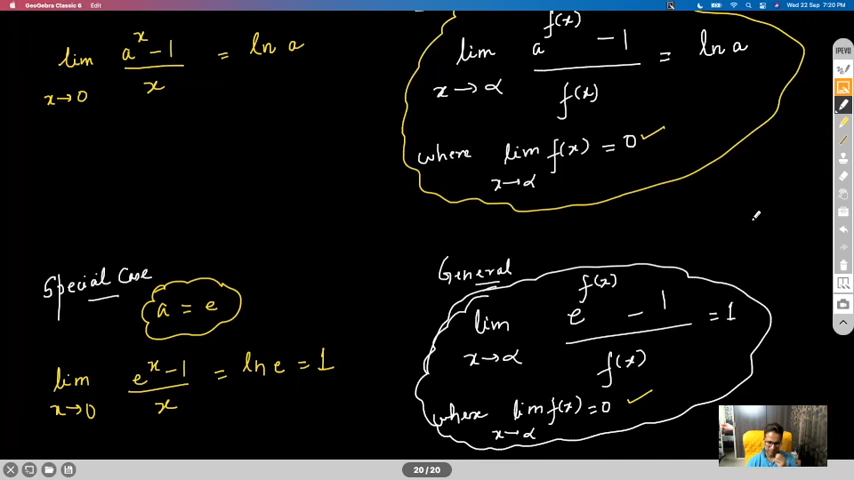 GeoGebra Classic 6 Edit
Wed 22 Sep 7:20 PM
IPEVO
lim x→0 (a^x − 1)/x = ln a
lim x→α (a^f(x) − 1)/f(x) = ln a
where lim x→α f(x) = 0 ✓
Special Case
a = e
lim x→0 (e^x − 1)/x = ln e = 1
General
lim x→α (e^f(x) − 1)/f(x) = 1
where lim x→α f(x) = 0 ✓
20 / 20